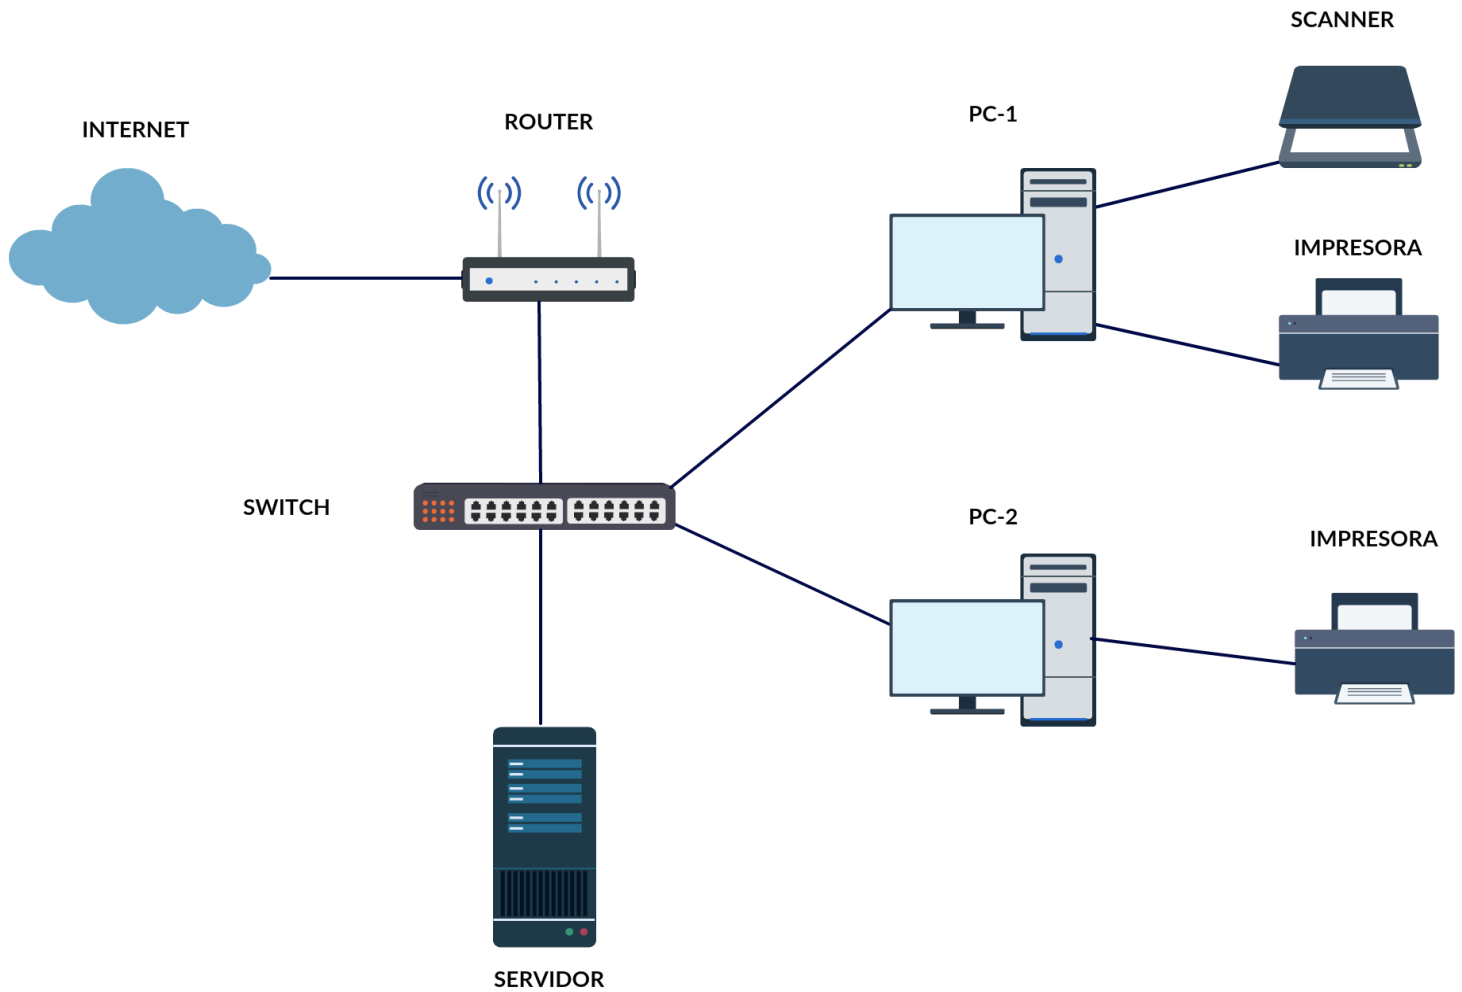 SCANNER
PC-1
ROUTER
INTERNET
IMPRESORA
SWITCH
PC-2
IMPRESORA
SERVIDOR